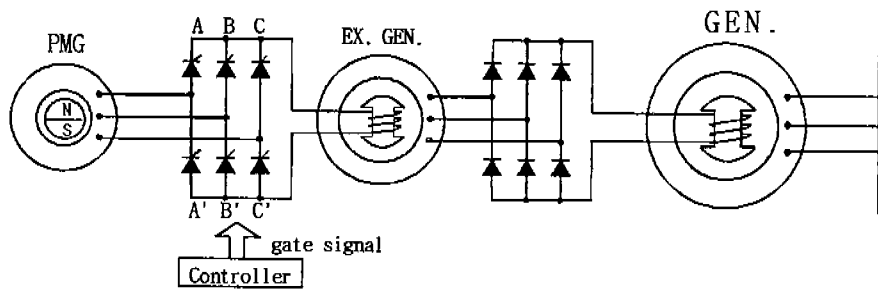 GEN.
A B C
PMG
EX. GEN.
N
S
A' B' C'
gate signal
Controller